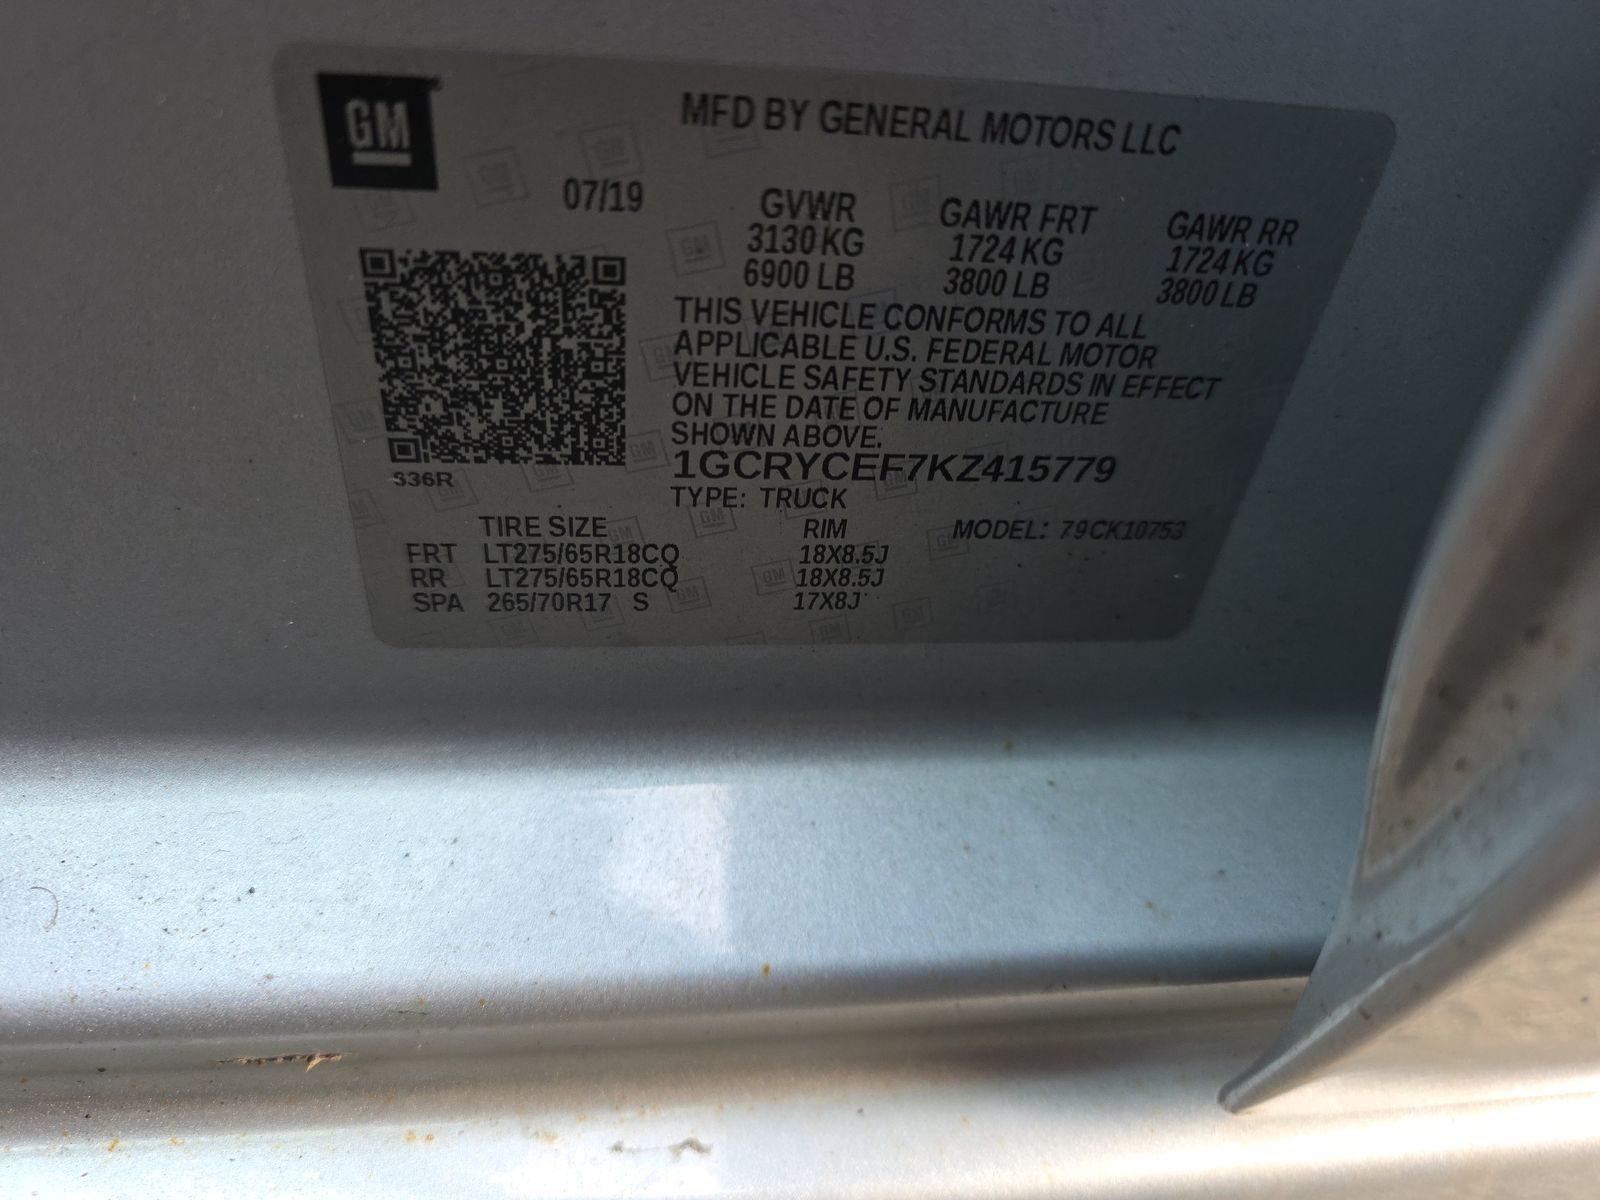 GM
MFD BY GENERAL MOTORS LLC
07/19
GVWR GAWR FRT GAWR RR
3130 KG 1724 KG 1724 KG
6900 LB 3800 LB 3800 LB
THIS VEHICLE CONFORMS TO ALL
APPLICABLE U.S. FEDERAL MOTOR
VEHICLE SAFETY STANDARDS IN EFFECT
ON THE DATE OF MANUFACTURE
SHOWN ABOVE.
S36R
1GCRYCEF7KZ415779
TYPE: TRUCK
TIRE SIZE RIM MODEL: 79CK10753
FRT LT275/65R18CQ 18X8.5J
RR LT275/65R18CQ 18X8.5J
SPA 265/70R17 S 17X8J